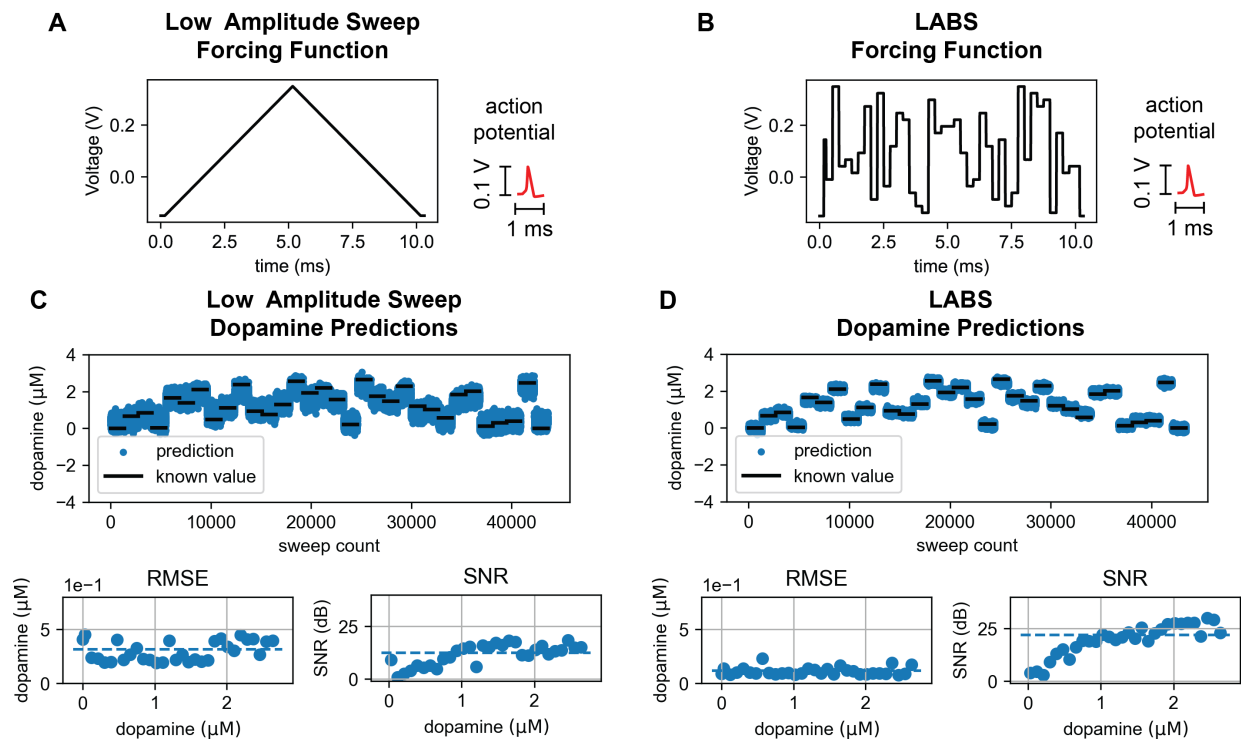 A
Low Amplitude Sweep
Forcing Function
Voltage (V)
0.2
0.0
0.0
2.5
5.0
7.5
10.0
time (ms)
action
potential
0.1 V
1 ms
B
LABS
Forcing Function
Voltage (V)
0.2
0.0
0.0
2.5
5.0
7.5
10.0
time (ms)
action
potential
0.1 V
1 ms
C
Low Amplitude Sweep
Dopamine Predictions
dopamine (μM)
4
2
0
−2
−4
prediction
known value
0
10000
20000
30000
40000
sweep count
D
LABS
Dopamine Predictions
dopamine (μM)
4
2
0
−2
−4
prediction
known value
0
10000
20000
30000
40000
sweep count
RMSE
1e−1
dopamine (μM)
5
0
0
1
2
dopamine (μM)
SNR
SNR (dB)
25
0
0
1
2
dopamine (μM)
RMSE
1e−1
dopamine (μM)
5
0
0
1
2
dopamine (μM)
SNR
SNR (dB)
25
0
0
1
2
dopamine (μM)